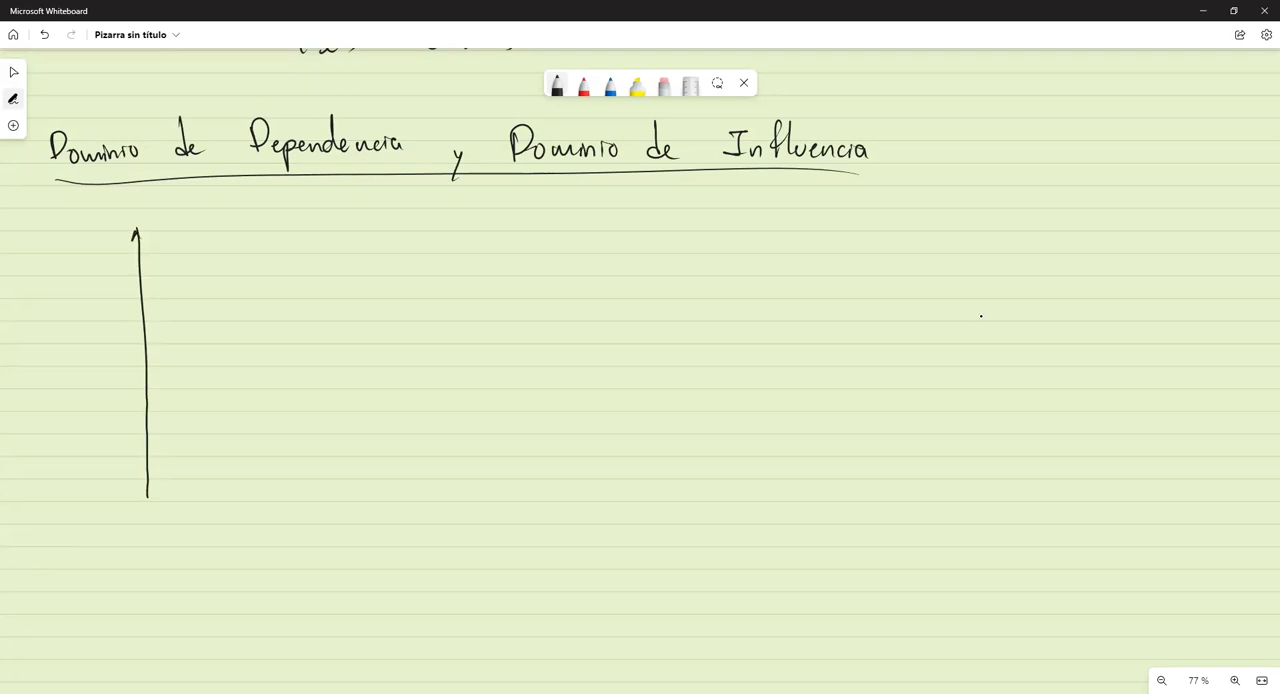 Microsoft Whiteboard
Pizarra sin título
Dominio de Dependencia y Dominio de Influencia
77 %